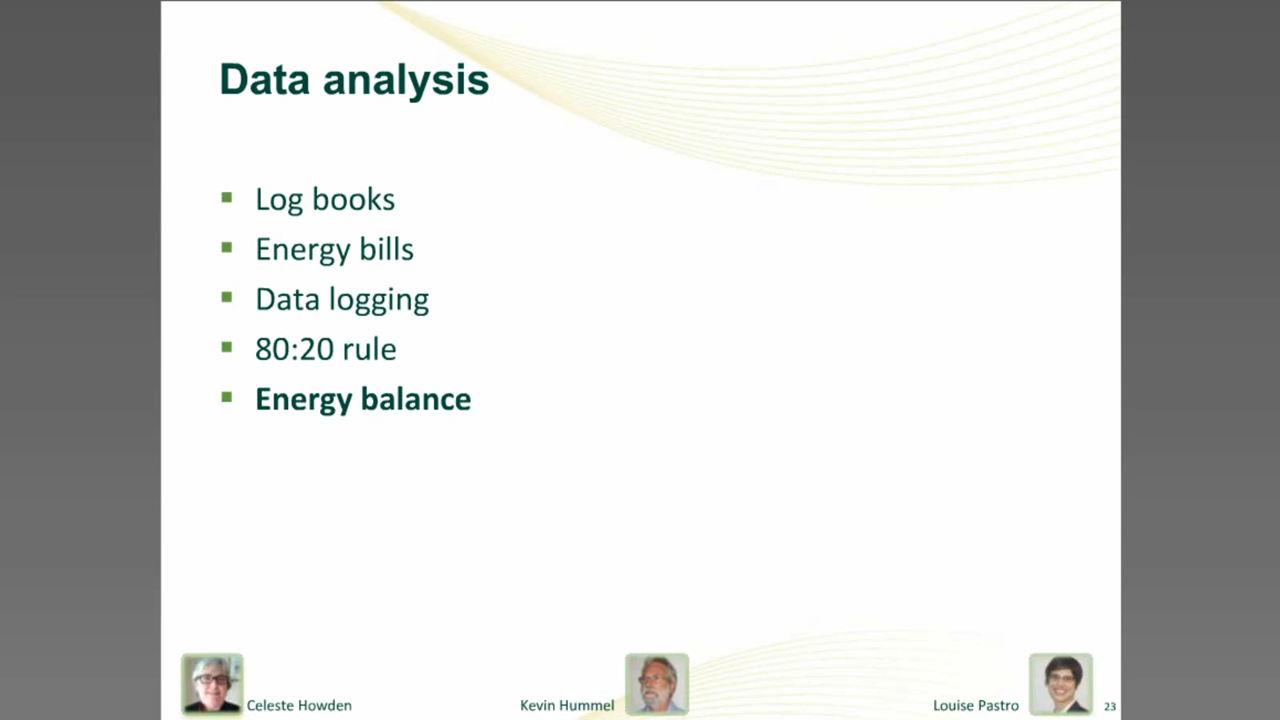 Data analysis
Log books
Energy bills
Data logging
80:20 rule
Energy balance
Celeste Howden
Kevin Hummel
Louise Pastro
23